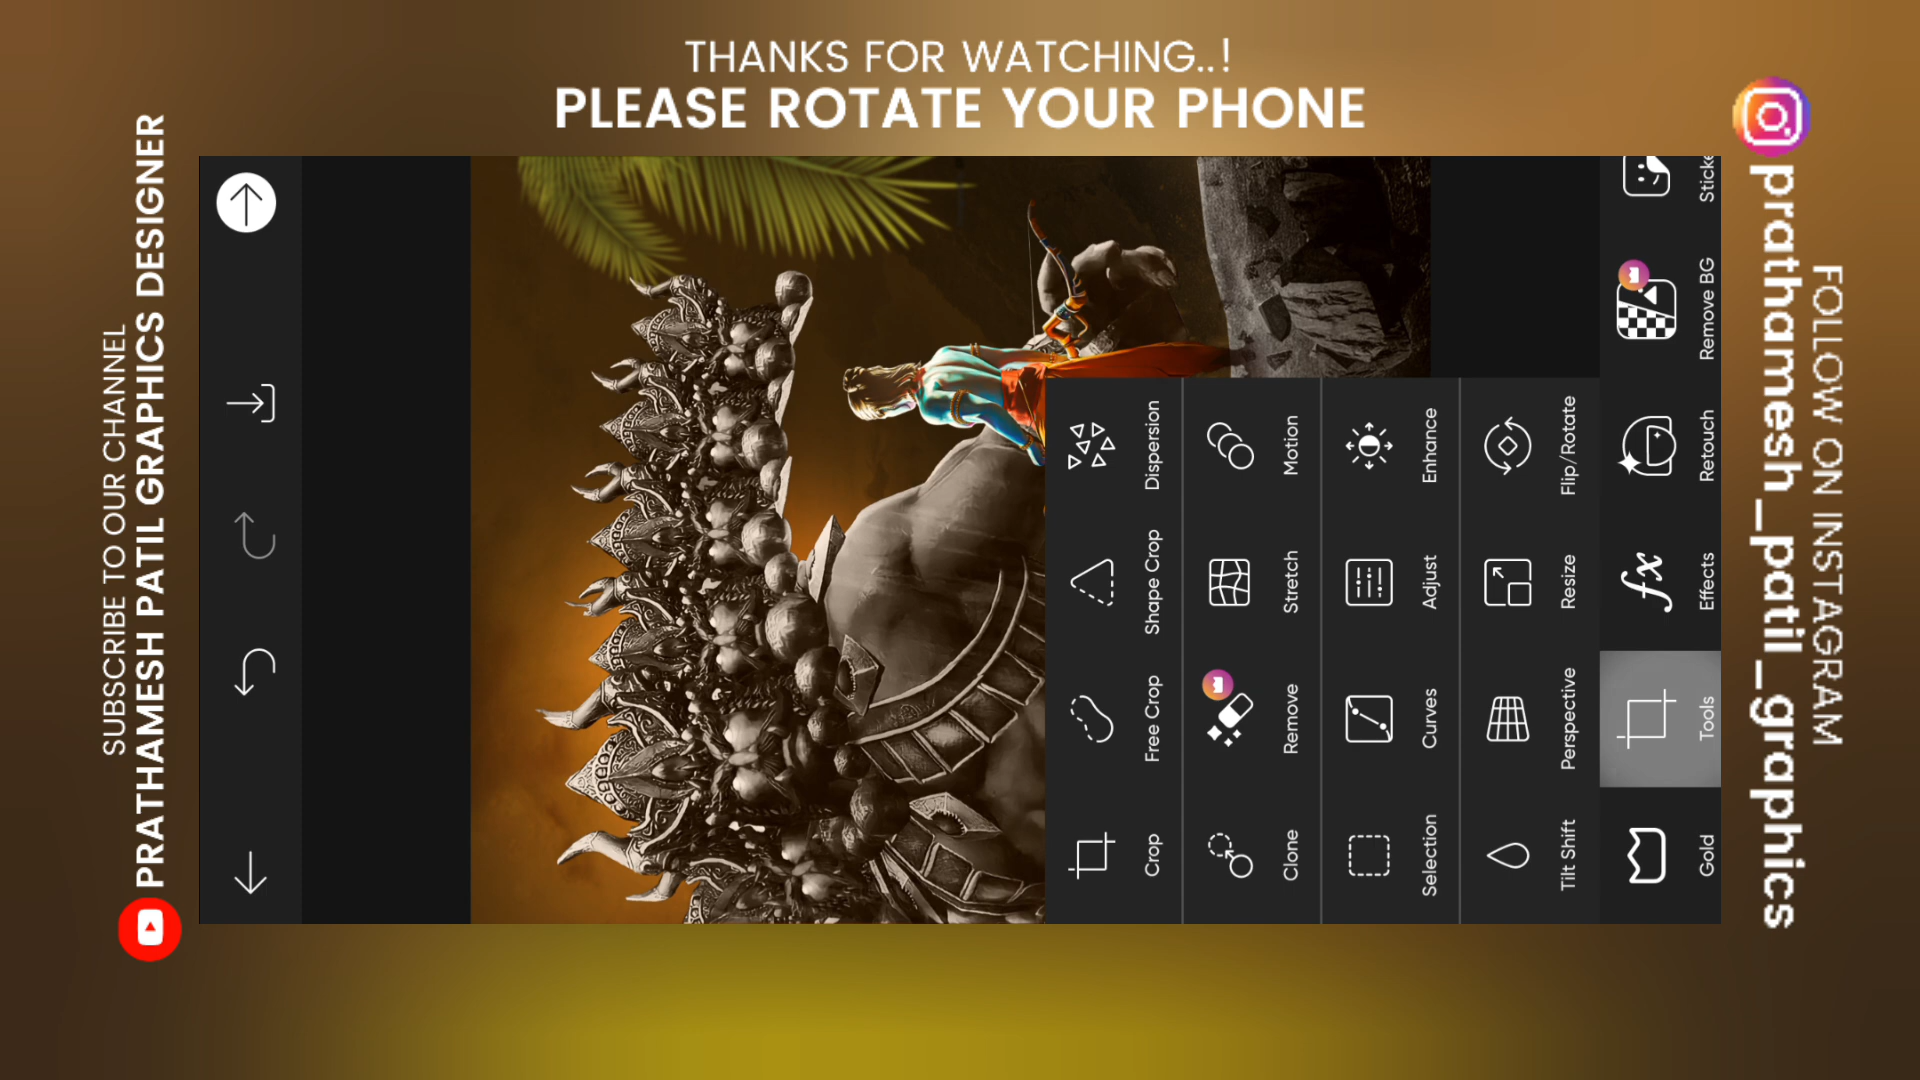 THANKS FOR WATCHING..!
PLEASE ROTATE YOUR PHONE
SUBSCRIBE TO OUR CHANNEL
PRATHAMESH PATIL GRAPHICS DESIGNER
prathamesh_patil_graphics
FOLLOW ON INSTAGRAM
Crop
Free Crop
Shape Crop
Dispersion
Clone
Remove
Stretch
Motion
Selection
Curves
Adjust
Enhance
Tilt Shift
Perspective
Resize
Flip/Rotate
Gold
Tools
fx
Effects
Retouch
Remove BG
Sticke